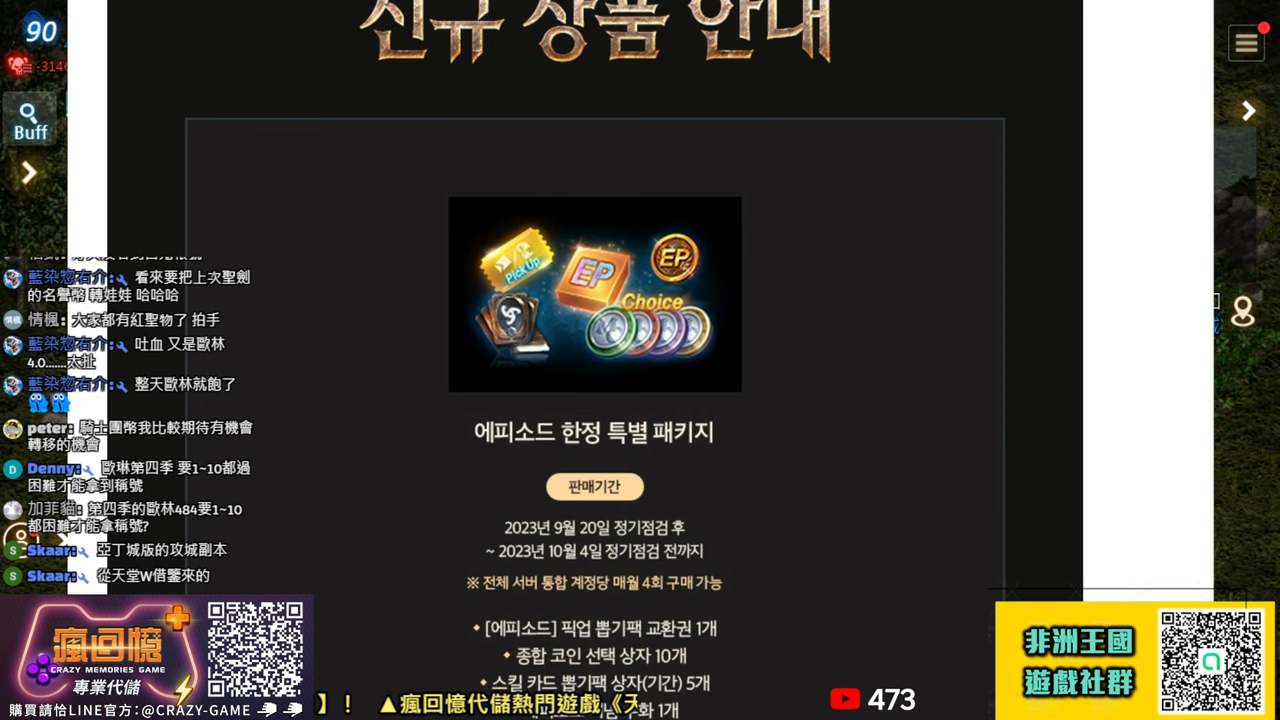 신규 상품 안내
90
-3146
Buff
PickUp
EP
EP
Choice
에피소드 한정 특별 패키지
판매기간
2023년 9월 20일 정기점검 후
~ 2023년 10월 4일 정기점검 전까지
※ 전체 서버 통합 계정당 매월 4회 구매 가능
• [에피소드] 픽업 뽑기팩 교환권 1개
• 종합 코인 선택 상자 10개
• 스킬 카드 뽑기팩 상자(기간) 5개
藍染惣右介: 看來要把上次聖劍
的名譽幣 轉娃娃 哈哈哈
情楓: 大家都有紅聖物了 拍手
藍染惣右介: 吐血 又是歐林
4.0.......太扯
藍染惣右介: 整天歐林就飽了
peter: 騎士團幣我比較期待有機會
轉移的機會
Denny: 歐琳第四季 要1~10都過
困難才能拿到稱號
加菲貓: 第四季的歐林484要1~10
都困難才能拿稱號?
Skaar: 亞丁城版的攻城副本
Skaar: 從天堂W借鑒來的
瘋回憶
CRAZY MEMORIES GAME
專業代儲
購買請恰LINE官方:@CRAZY-GAME
】！ ▲瘋回憶代儲熱門遊戲《天
473
非洲王國
遊戲社群